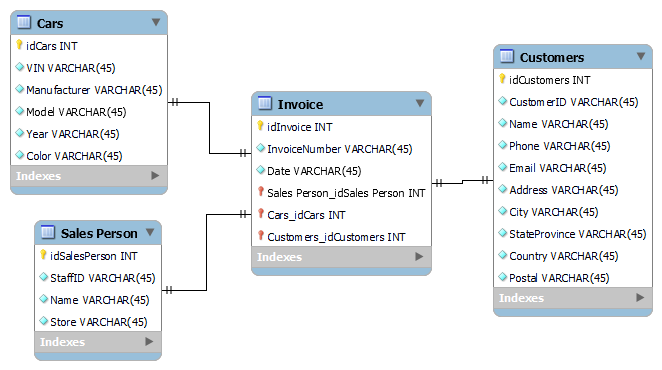 Cars
idCars INT
VIN VARCHAR(45)
Manufacturer VARCHAR(45)
Model VARCHAR(45)
Year VARCHAR(45)
Color VARCHAR(45)
Indexes
Sales Person
idSalesPerson INT
StaffID VARCHAR(45)
Name VARCHAR(45)
Store VARCHAR(45)
Indexes
Invoice
idInvoice INT
InvoiceNumber VARCHAR(45)
Date VARCHAR(45)
Sales Person_idSales Person INT
Cars_idCars INT
Customers_idCustomers INT
Indexes
Customers
idCustomers INT
CustomerID VARCHAR(45)
Name VARCHAR(45)
Phone VARCHAR(45)
Email VARCHAR(45)
Address VARCHAR(45)
City VARCHAR(45)
StateProvince VARCHAR(45)
Country VARCHAR(45)
Postal VARCHAR(45)
Indexes